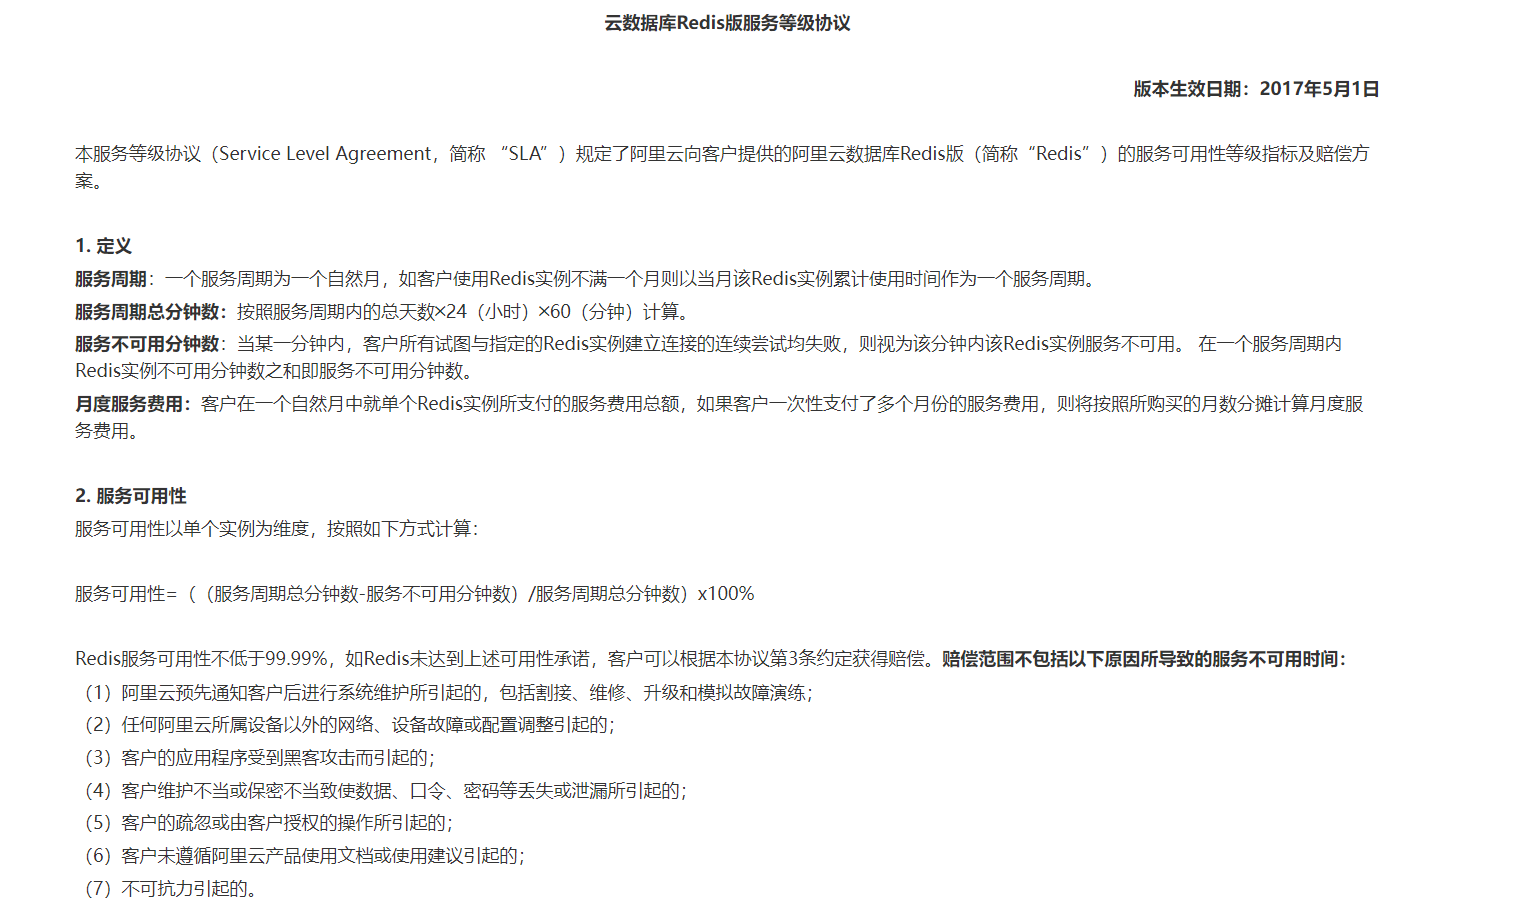 云数据库Redis版服务等级协议
版本生效日期：2017年5月1日
本服务等级协议（Service Level Agreement，简称 “SLA”）规定了阿里云向客户提供的阿里云数据库Redis版（简称“Redis”）的服务可用性等级指标及赔偿方
案。
1. 定义
服务周期：一个服务周期为一个自然月，如客户使用Redis实例不满一个月则以当月该Redis实例累计使用时间作为一个服务周期。
服务周期总分钟数：按照服务周期内的总天数×24（小时）×60（分钟）计算。
服务不可用分钟数：当某一分钟内，客户所有试图与指定的Redis实例建立连接的连续尝试均失败，则视为该分钟内该Redis实例服务不可用。 在一个服务周期内
Redis实例不可用分钟数之和即服务不可用分钟数。
月度服务费用：客户在一个自然月中就单个Redis实例所支付的服务费用总额，如果客户一次性支付了多个月份的服务费用，则将按照所购买的月数分摊计算月度服
务费用。
2. 服务可用性
服务可用性以单个实例为维度，按照如下方式计算：
服务可用性=（（服务周期总分钟数-服务不可用分钟数）/服务周期总分钟数）x100%
Redis服务可用性不低于99.99%，如Redis未达到上述可用性承诺，客户可以根据本协议第3条约定获得赔偿。赔偿范围不包括以下原因所导致的服务不可用时间：
（1）阿里云预先通知客户后进行系统维护所引起的，包括割接、维修、升级和模拟故障演练；
（2）任何阿里云所属设备以外的网络、设备故障或配置调整引起的；
（3）客户的应用程序受到黑客攻击而引起的；
（4）客户维护不当或保密不当致使数据、口令、密码等丢失或泄漏所引起的；
（5）客户的疏忽或由客户授权的操作所引起的；
（6）客户未遵循阿里云产品使用文档或使用建议引起的；
（7）不可抗力引起的。